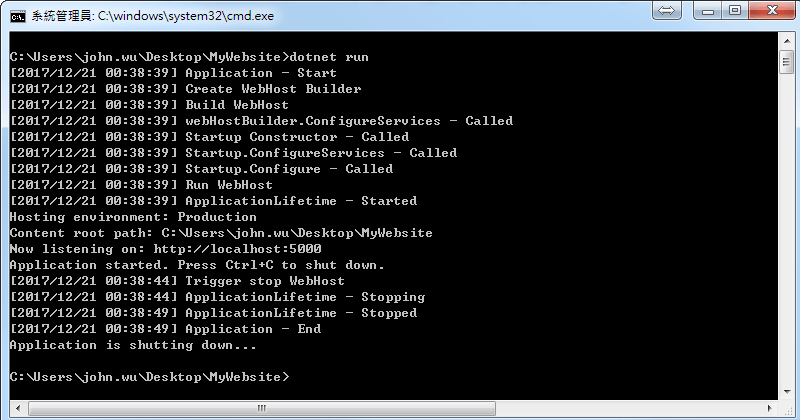 系統管理員: C:\windows\system32\cmd.exe
C:\Users\john.wu\Desktop\MyWebsite>dotnet run
[2017/12/21 00:38:39] Application - Start
[2017/12/21 00:38:39] Create WebHost Builder
[2017/12/21 00:38:39] Build WebHost
[2017/12/21 00:38:39] webHostBuilder.ConfigureServices - Called
[2017/12/21 00:38:39] Startup Constructor - Called
[2017/12/21 00:38:39] Startup.ConfigureServices - Called
[2017/12/21 00:38:39] Startup.Configure - Called
[2017/12/21 00:38:39] Run WebHost
[2017/12/21 00:38:39] ApplicationLifetime - Started
Hosting environment: Production
Content root path: C:\Users\john.wu\Desktop\MyWebsite
Now listening on: http://localhost:5000
Application started. Press Ctrl+C to shut down.
[2017/12/21 00:38:44] Trigger stop WebHost
[2017/12/21 00:38:44] ApplicationLifetime - Stopping
[2017/12/21 00:38:49] ApplicationLifetime - Stopped
[2017/12/21 00:38:49] Application - End
Application is shutting down...
C:\Users\john.wu\Desktop\MyWebsite>